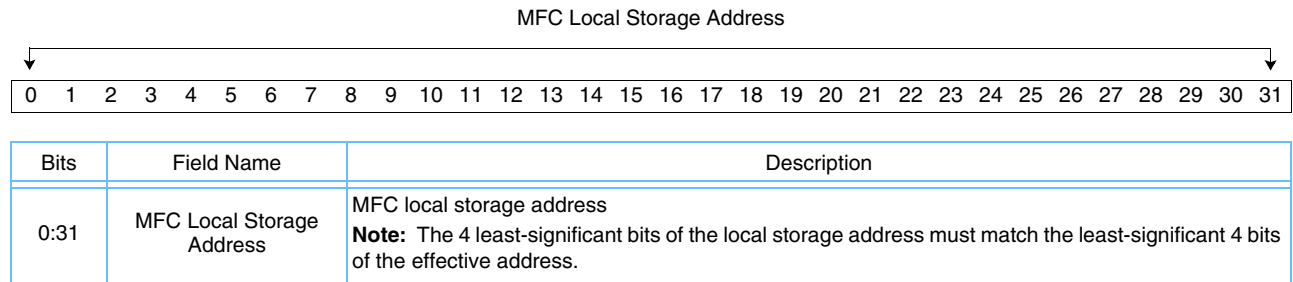 MFC Local Storage Address
0 1 2 3 4 5 6 7 8 9 10 11 12 13 14 15 16 17 18 19 20 21 22 23 24 25 26 27 28 29 30 31
Bits Field Name Description
0:31
MFC Local Storage
Address
MFC local storage address
Note: The 4 least-significant bits of the local storage address must match the least-significant 4 bits
of the effective address.